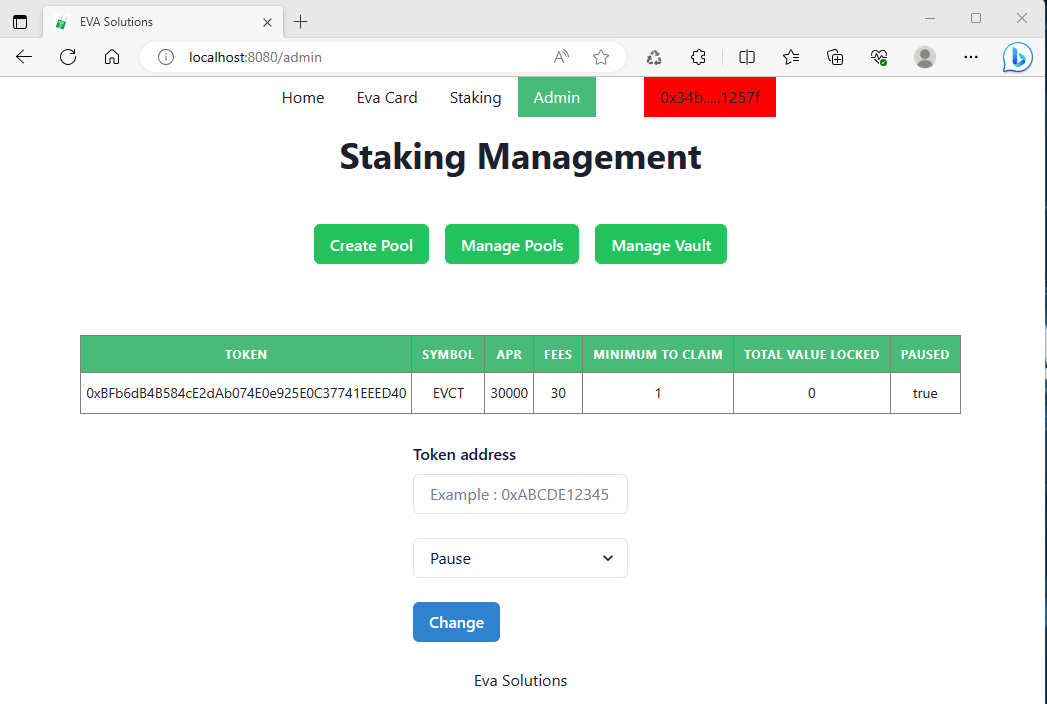 EVA Solutions
localhost:8080/admin
Home Eva Card Staking Admin 0x34b.....1257f
Staking Management
Create Pool Manage Pools Manage Vault
TOKEN SYMBOL APR FEES MINIMUM TO CLAIM TOTAL VALUE LOCKED PAUSED
0xBFb6dB4B584cE2dAb074E0e925E0C37741EEED40 EVCT 30000 30 1 0 true
Token address
Example : 0xABCDE12345
Pause
Change
Eva Solutions